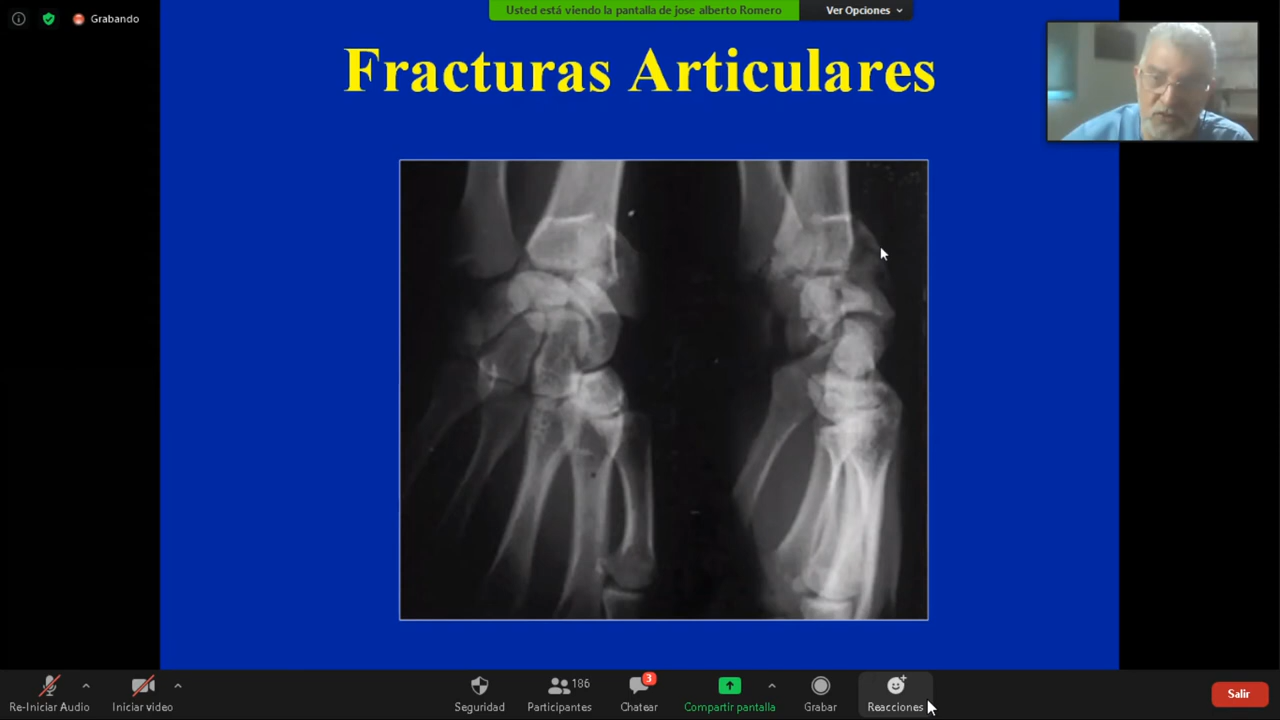 Grabando
Usted está viendo la pantalla de jose alberto Romero
Ver Opciones
Fracturas Articulares
Re-Iniciar Audio
Iniciar video
Seguridad
186
Participantes
3
Chatear
Compartir pantalla
Grabar
Reacciones
Salir